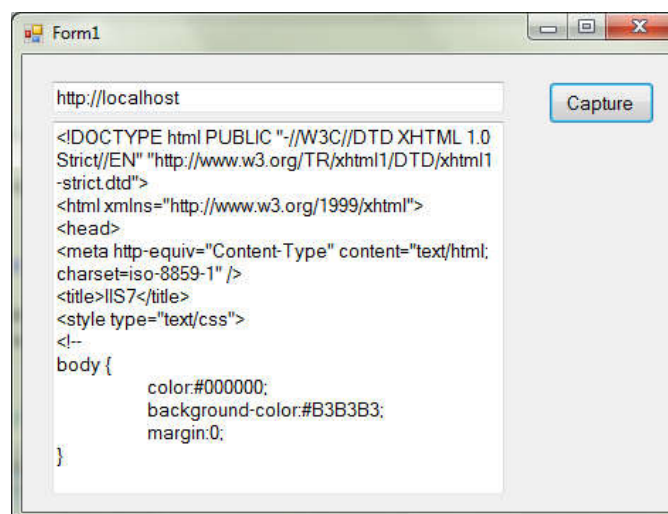 Form1
http://localhost
Capture
<!DOCTYPE html PUBLIC "-//W3C//DTD XHTML 1.0
Strict//EN" "http://www.w3.org/TR/xhtml1/DTD/xhtml1
-strict.dtd">
<html xmlns="http://www.w3.org/1999/xhtml">
<head>
<meta http-equiv="Content-Type" content="text/html;
charset=iso-8859-1" />
<title>IIS7</title>
<style type="text/css">
<!--
body {
	color:#000000;
	background-color:#B3B3B3;
	margin:0;
}